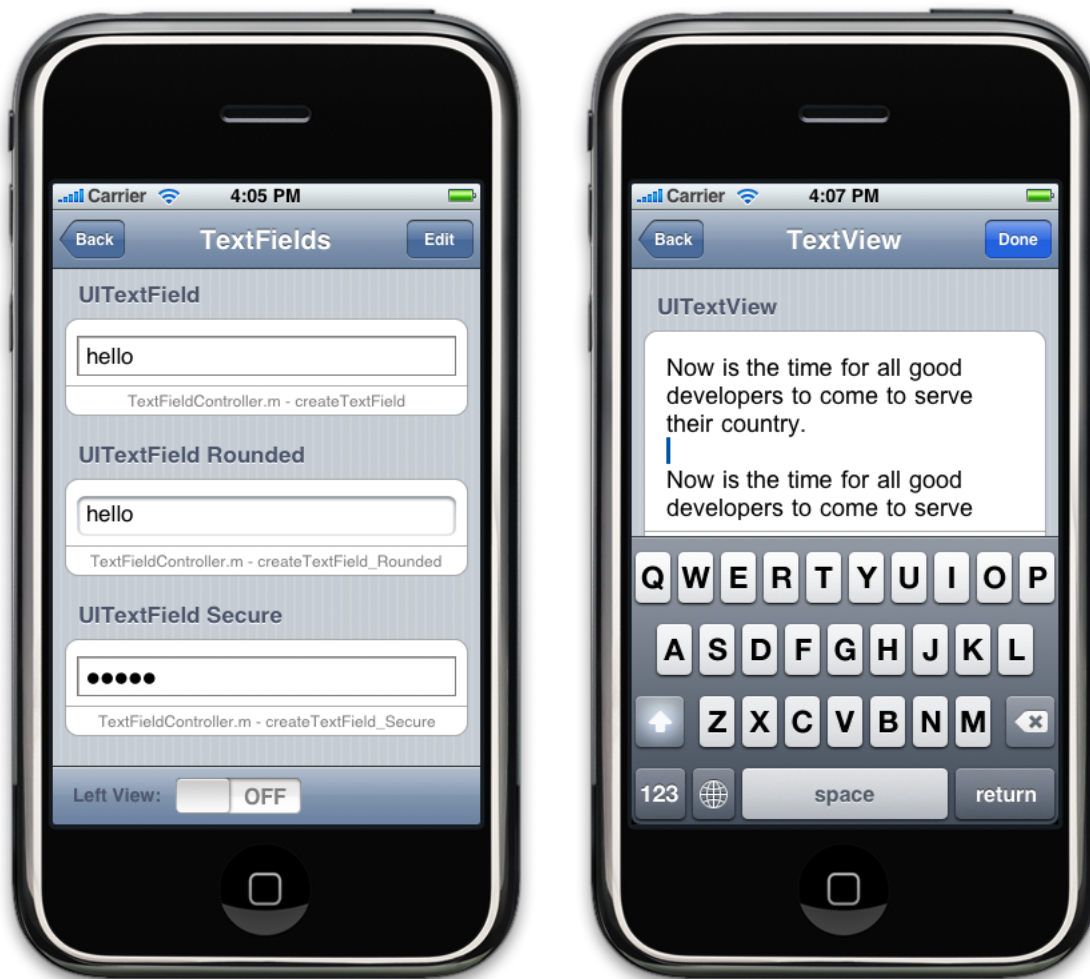 Carrier 4:05 PM
Back TextFields Edit
UITextField
hello
TextFieldController.m - createTextField
UITextField Rounded
hello
TextFieldController.m - createTextField_Rounded
UITextField Secure
●●●●●
TextFieldController.m - createTextField_Secure
Left View: OFF
Carrier 4:07 PM
Back TextView Done
UITextView
Now is the time for all good
developers to come to serve
their country.
Now is the time for all good
developers to come to serve
Q W E R T Y U I O P
A S D F G H J K L
Z X C V B N M
123 space return